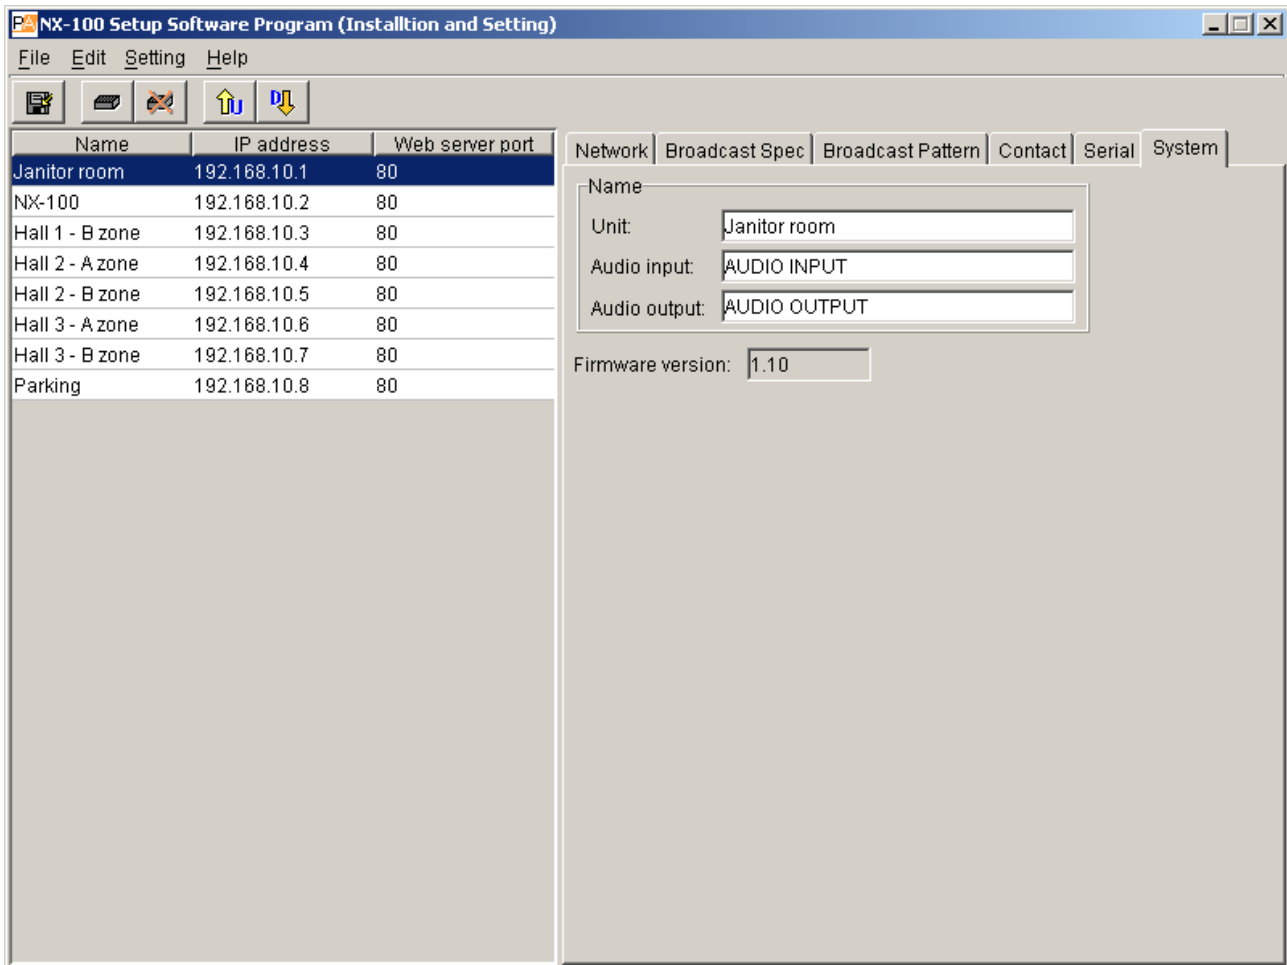 PA NX-100 Setup Software Program (Installtion and Setting)
File Edit Setting Help
U D
Name IP address Web server port
Janitor room 192.168.10.1 80
NX-100 192.168.10.2 80
Hall 1 - B zone 192.168.10.3 80
Hall 2 - A zone 192.168.10.4 80
Hall 2 - B zone 192.168.10.5 80
Hall 3 - A zone 192.168.10.6 80
Hall 3 - B zone 192.168.10.7 80
Parking 192.168.10.8 80
Network Broadcast Spec Broadcast Pattern Contact Serial System
Name
Unit: Janitor room
Audio input: AUDIO INPUT
Audio output: AUDIO OUTPUT
Firmware version: 1.10